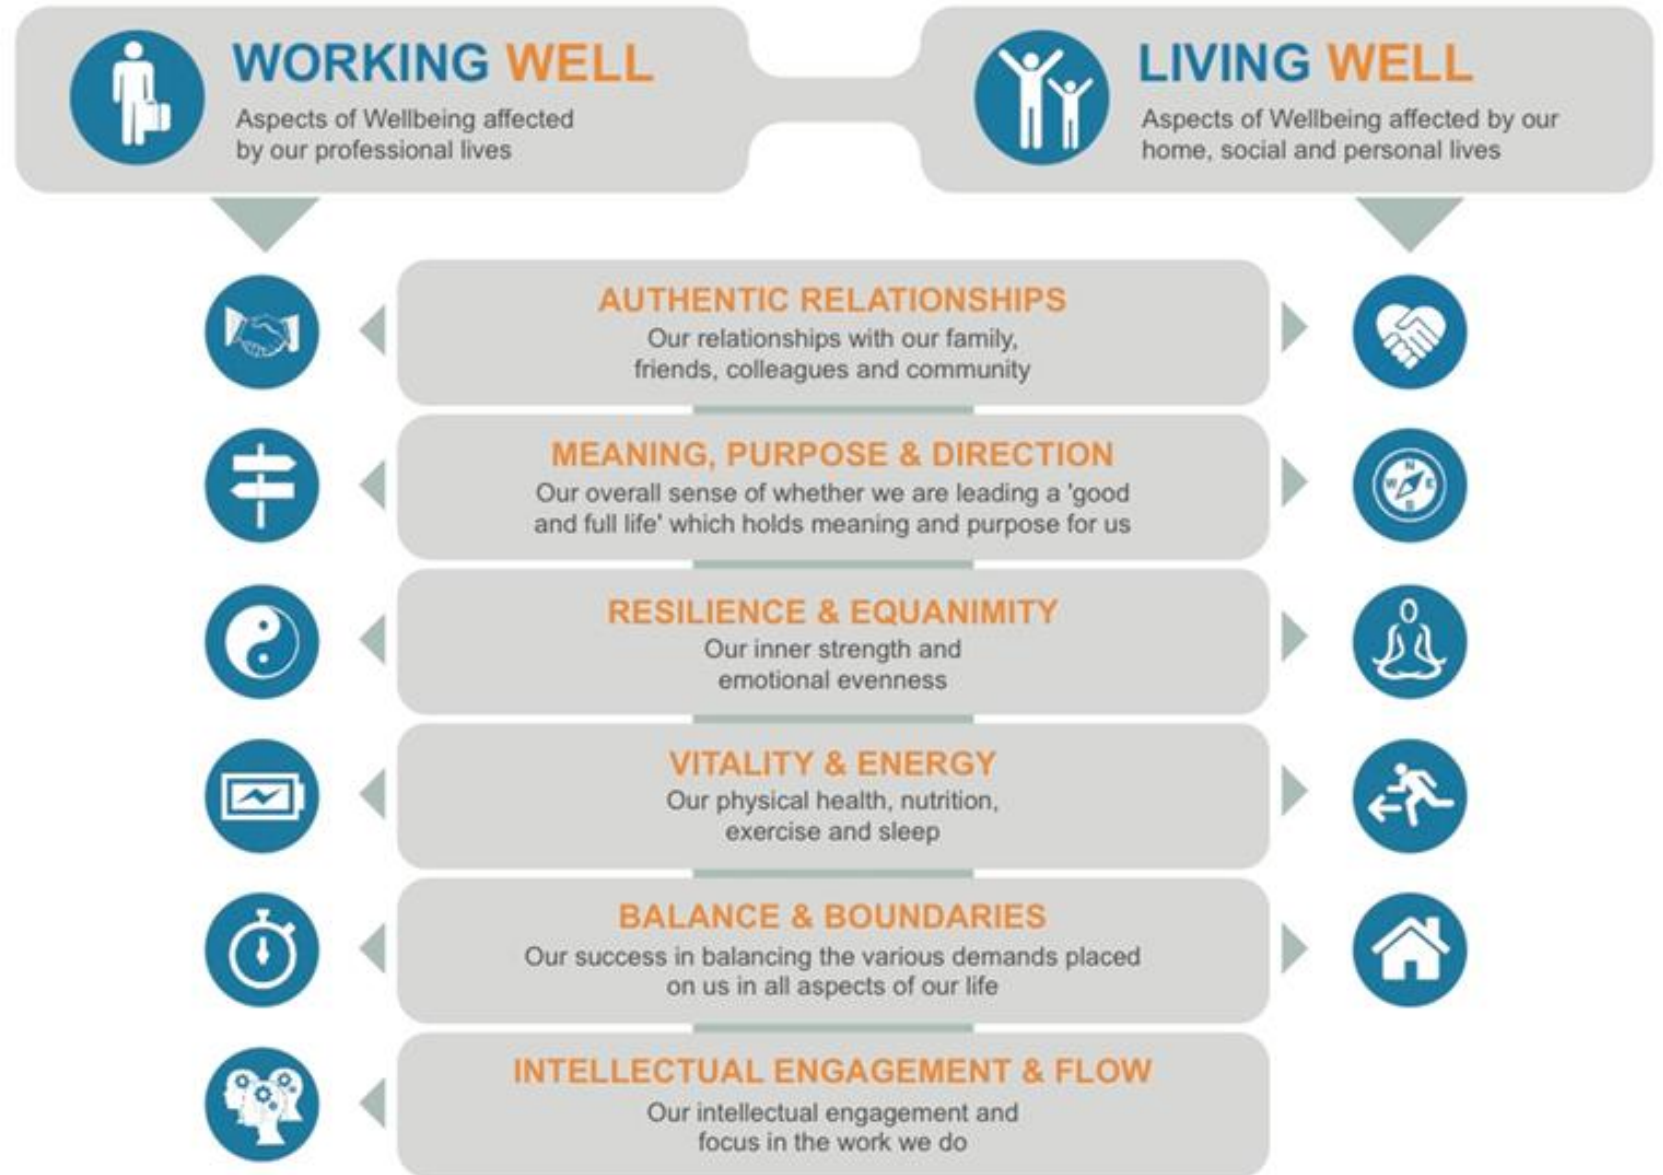 WORKING WELL
Aspects of Wellbeing affected
by our professional lives
LIVING WELL
Aspects of Wellbeing affected by our
home, social and personal lives
AUTHENTIC RELATIONSHIPS
Our relationships with our family,
friends, colleagues and community
MEANING, PURPOSE & DIRECTION
Our overall sense of whether we are leading a 'good
and full life' which holds meaning and purpose for us
N
W E
S
RESILIENCE & EQUANIMITY
Our inner strength and
emotional evenness
VITALITY & ENERGY
Our physical health, nutrition,
exercise and sleep
BALANCE & BOUNDARIES
Our success in balancing the various demands placed
on us in all aspects of our life
INTELLECTUAL ENGAGEMENT & FLOW
Our intellectual engagement and
focus in the work we do